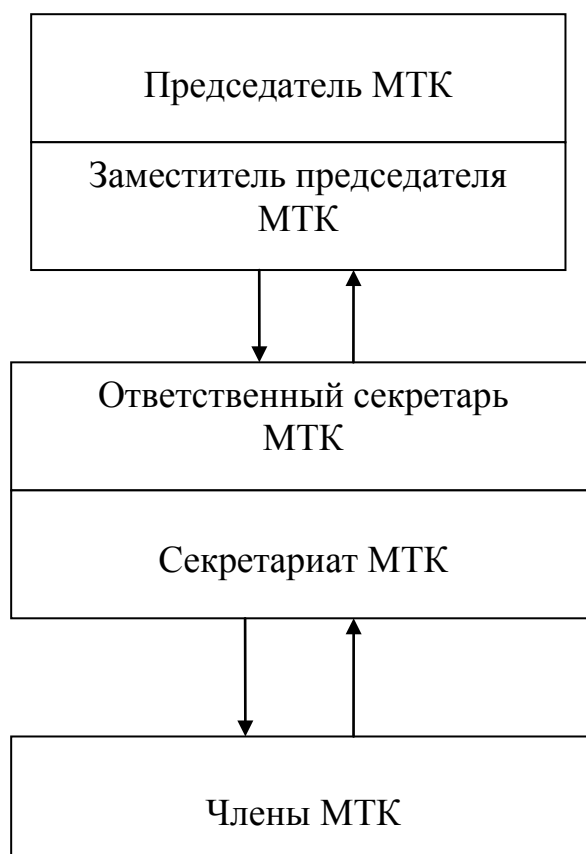 Председатель МТК
Заместитель председателя
МТК
Ответственный секретарь
МТК
Секретариат МТК
Члены МТК